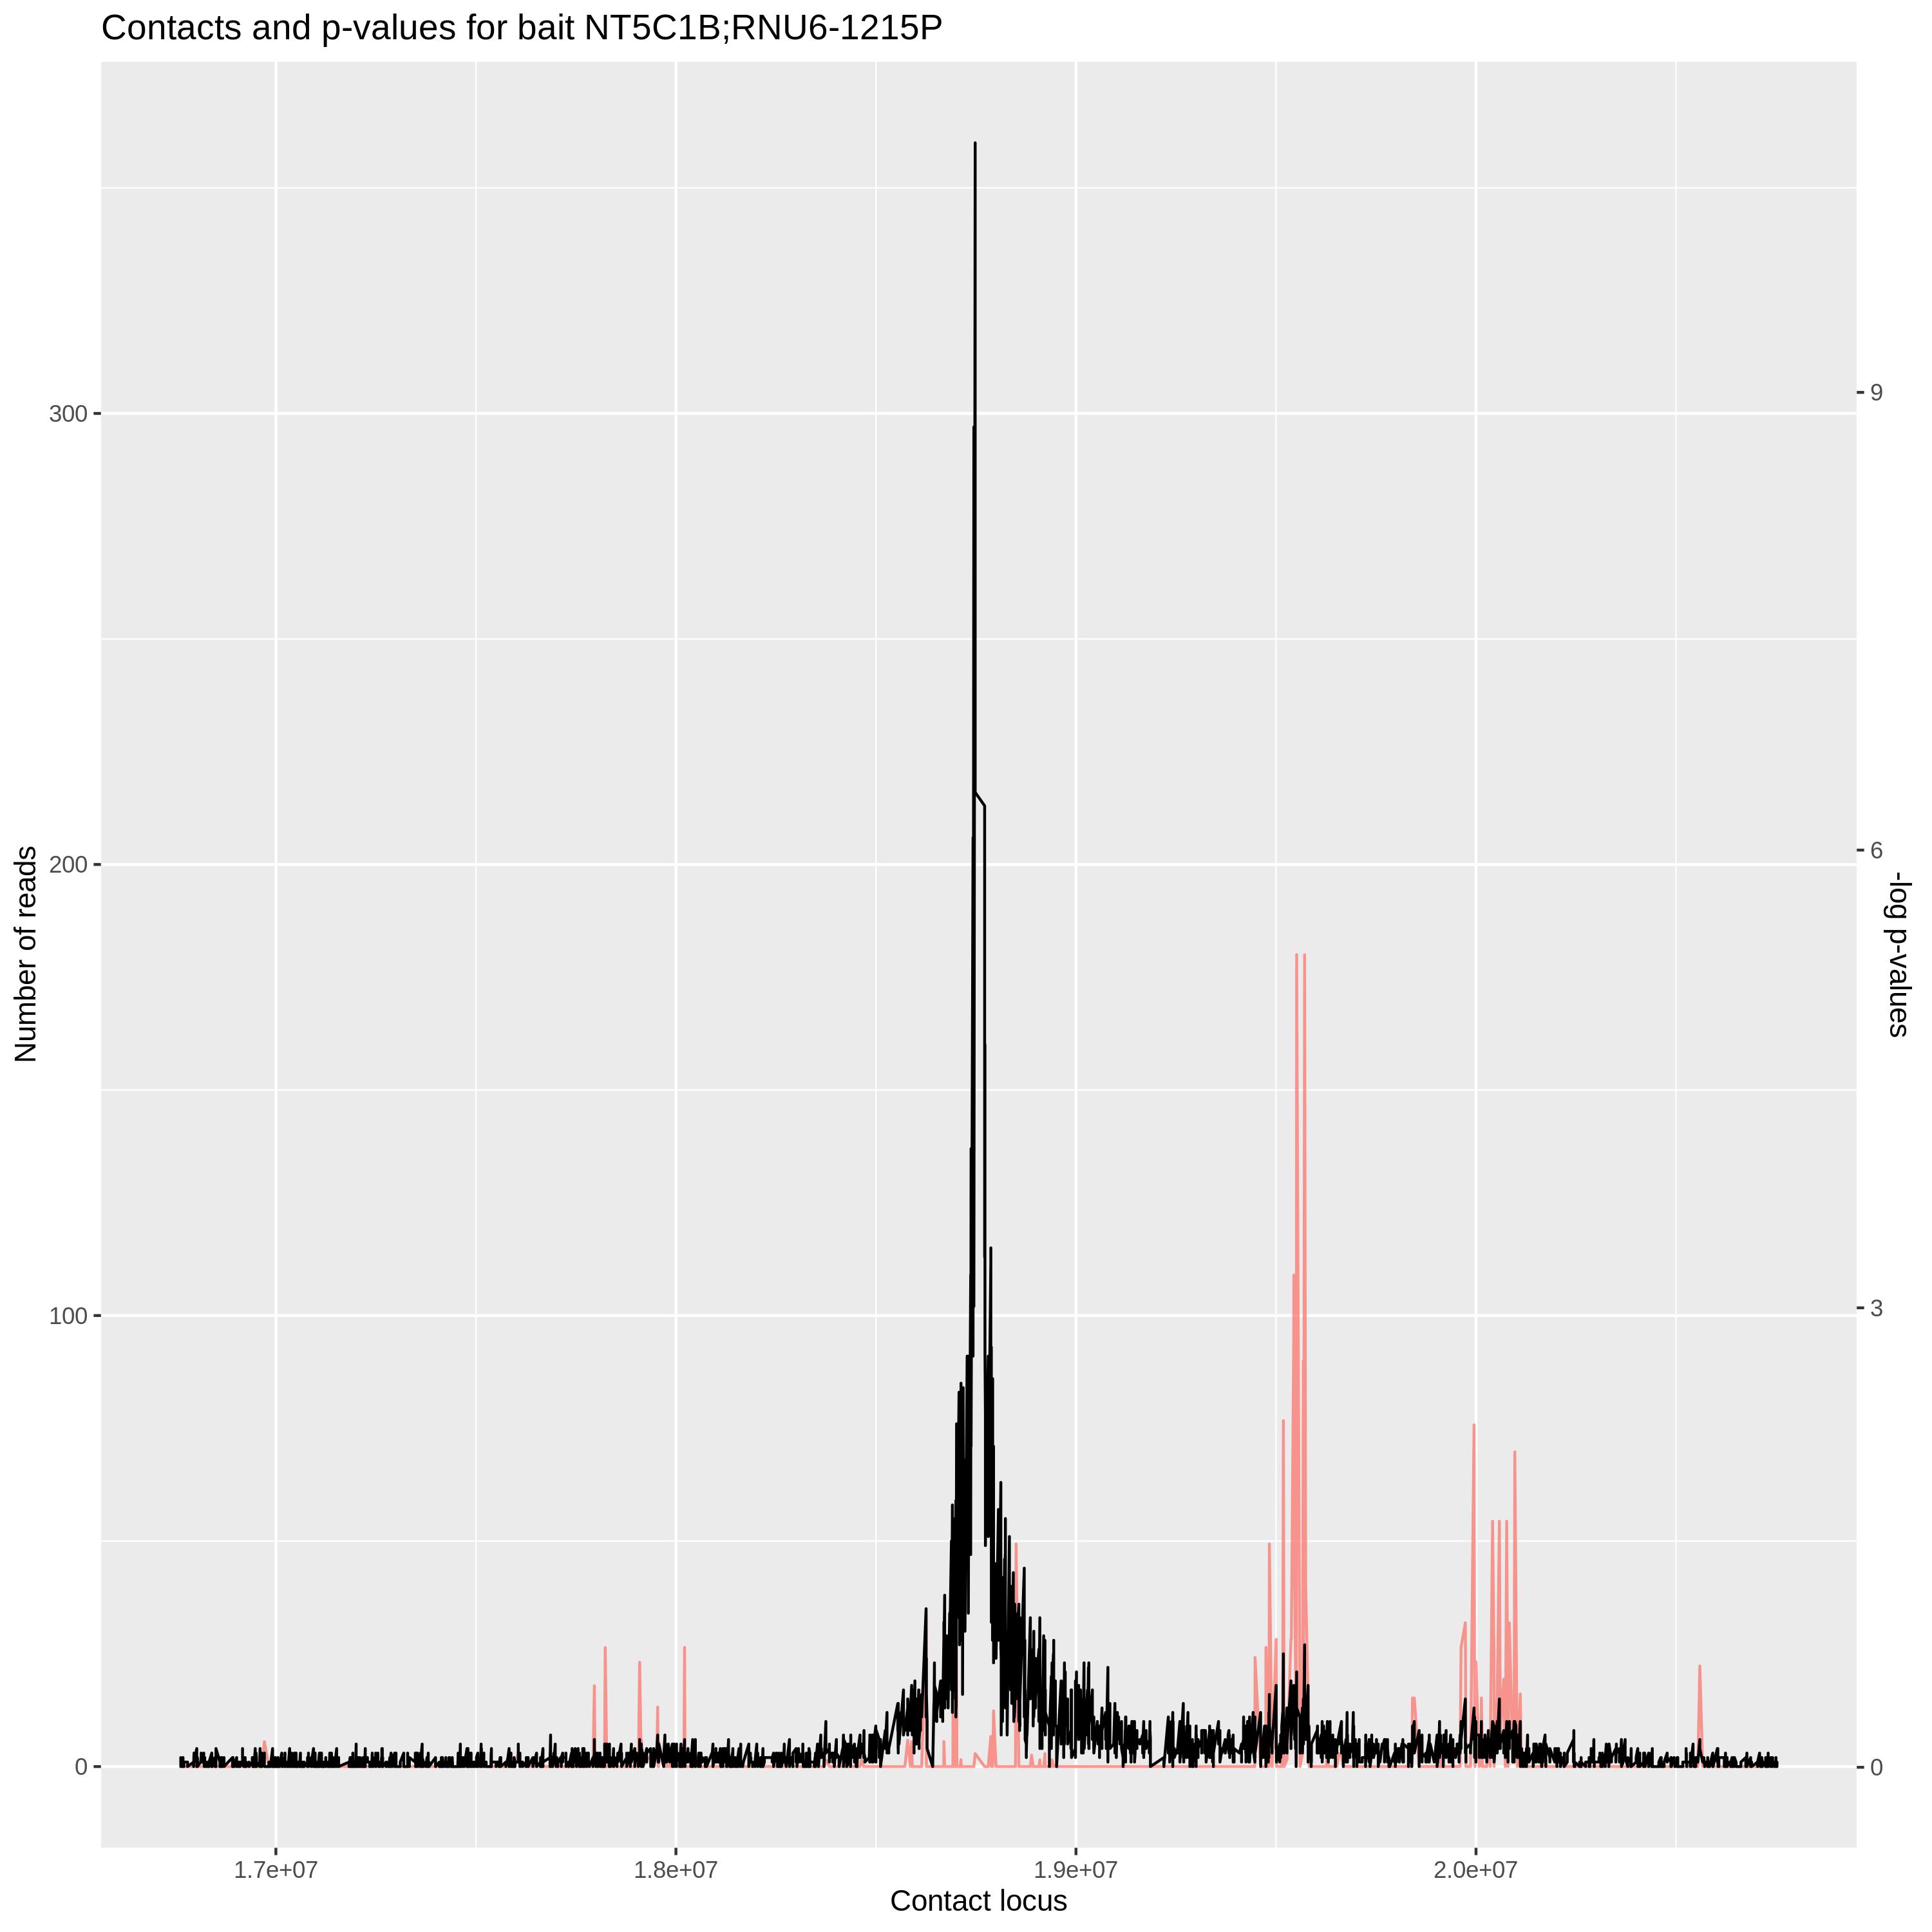 Contacts and p-values for bait NT5C1B;RNU6-1215P
300
200
100
0
Number of reads
9
6
3
0
-log p-values
1.7e+07
1.8e+07
1.9e+07
2.0e+07
Contact locus